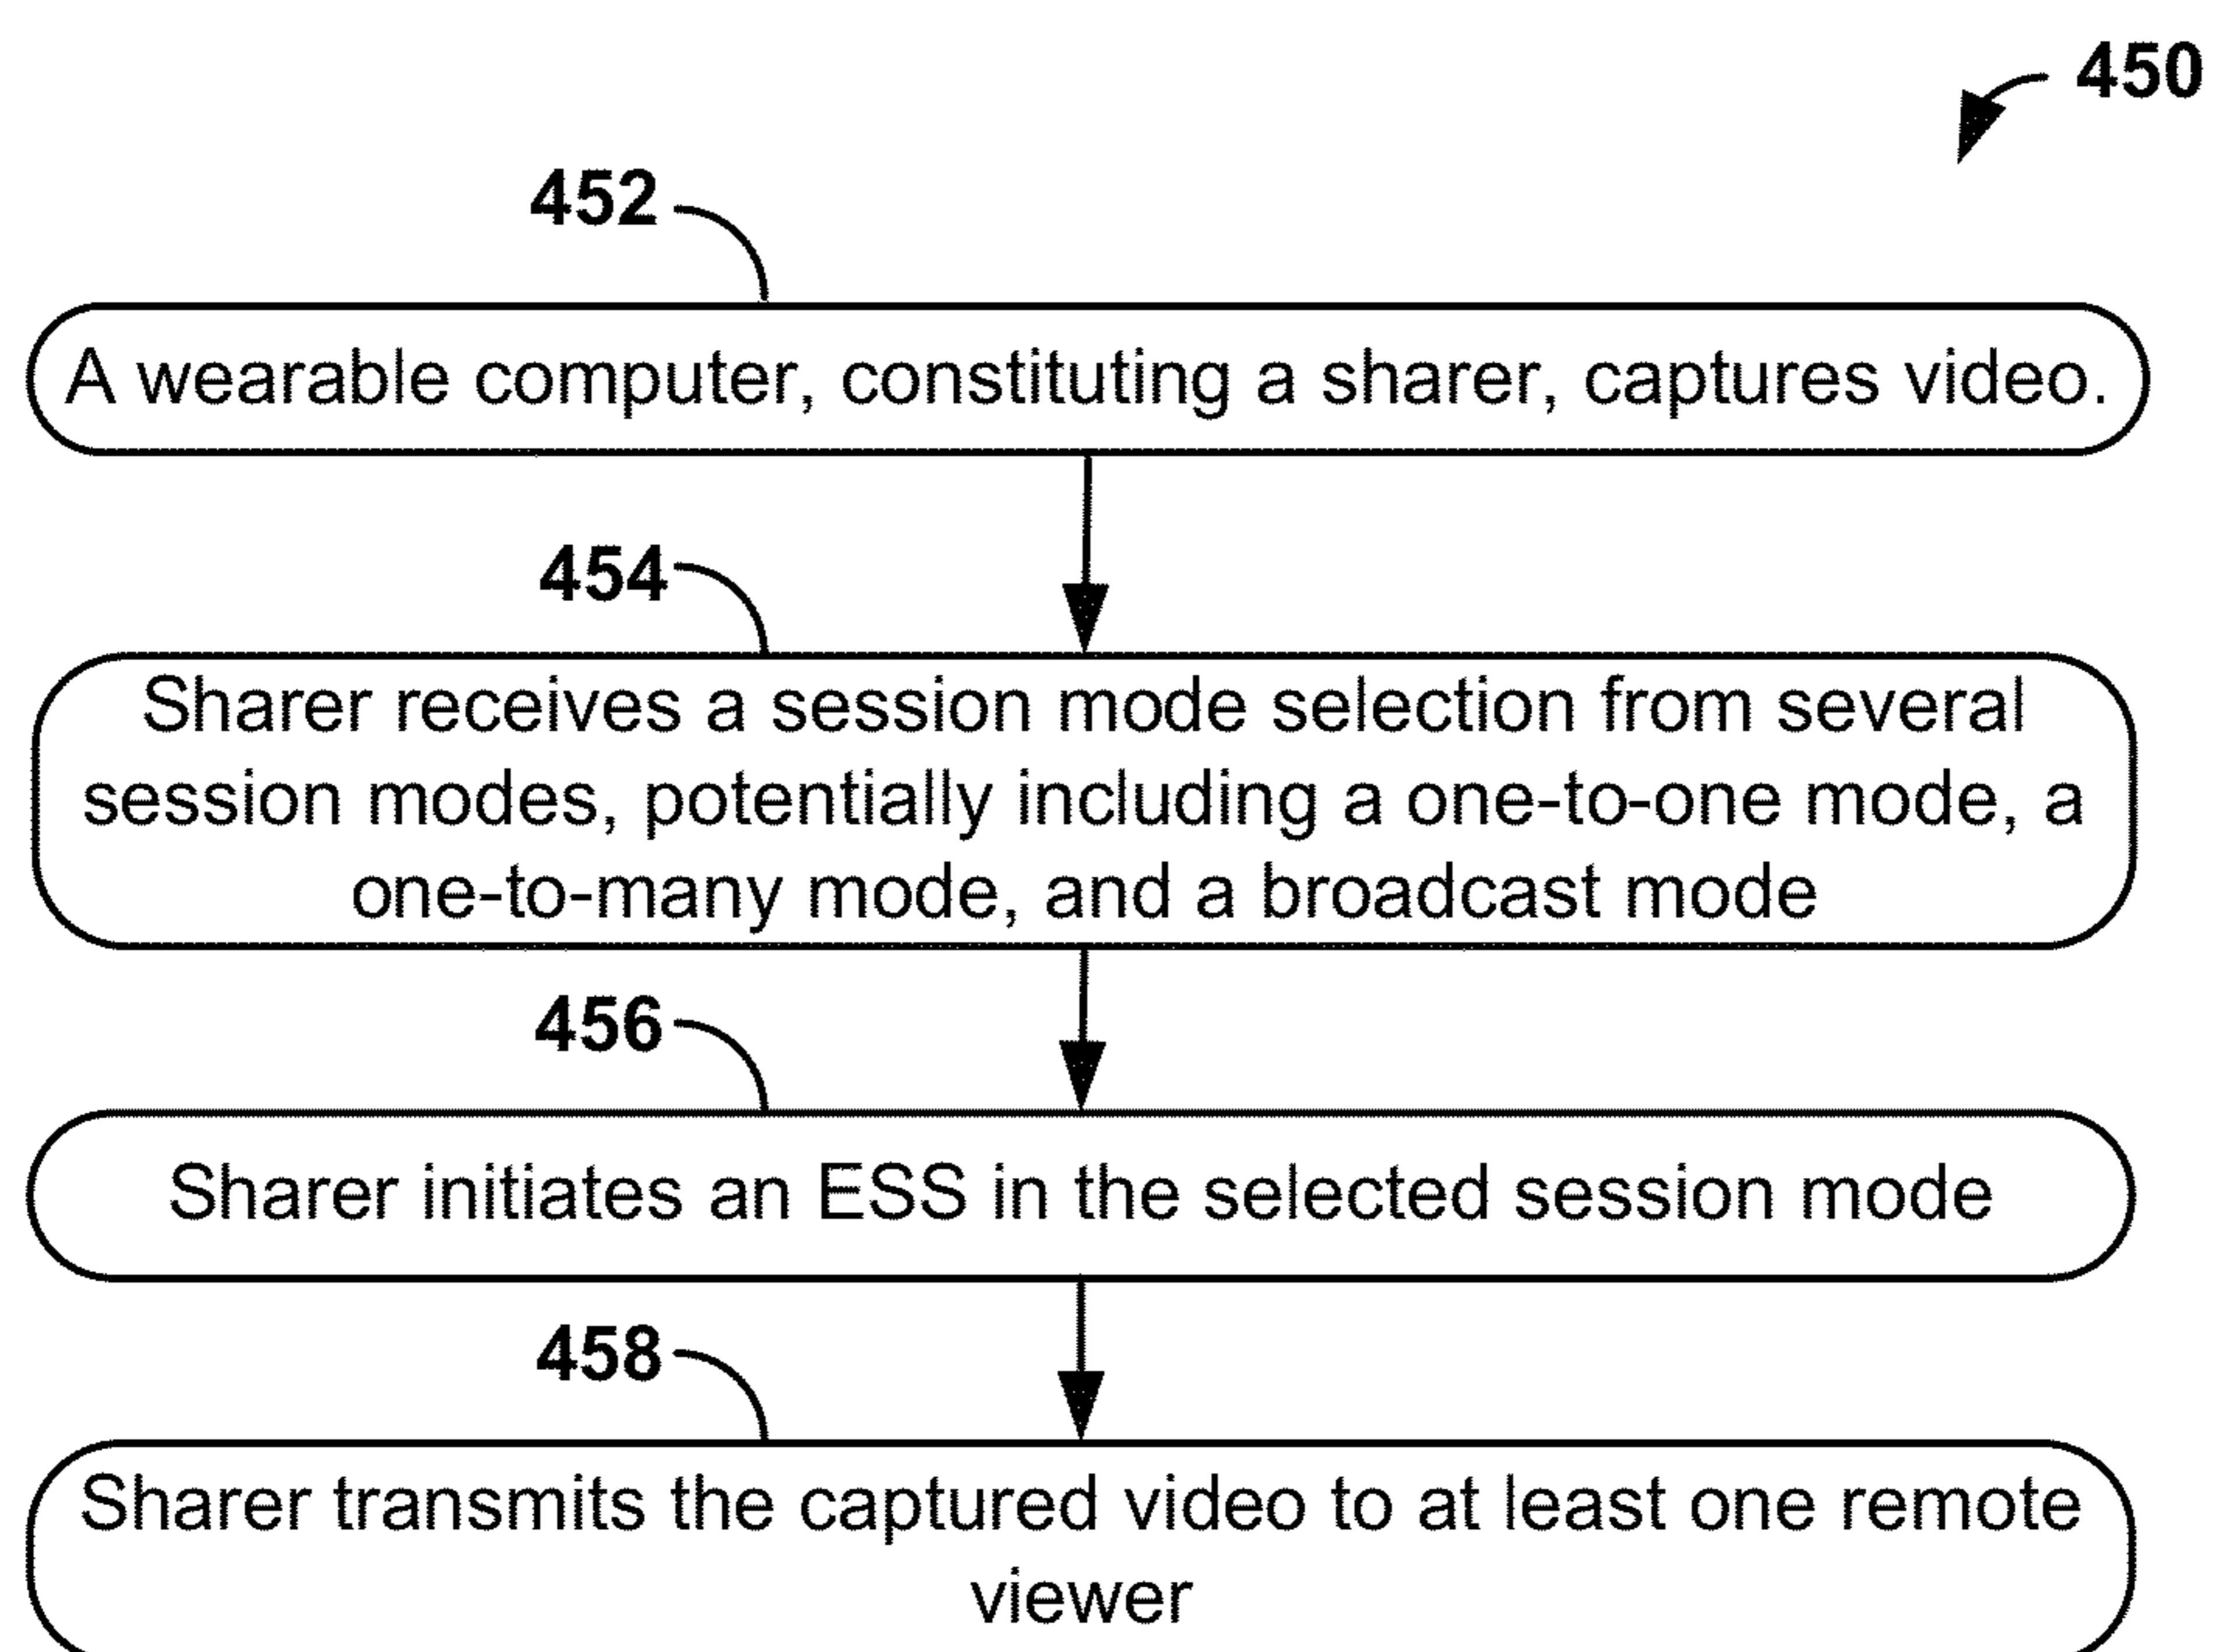 450
452
A wearable computer, constituting a sharer, captures video.
454
Sharer receives a session mode selection from several
session modes, potentially including a one-to-one mode, a
one-to-many mode, and a broadcast mode
456
Sharer initiates an ESS in the selected session mode
458
Sharer transmits the captured video to at least one remote
viewer